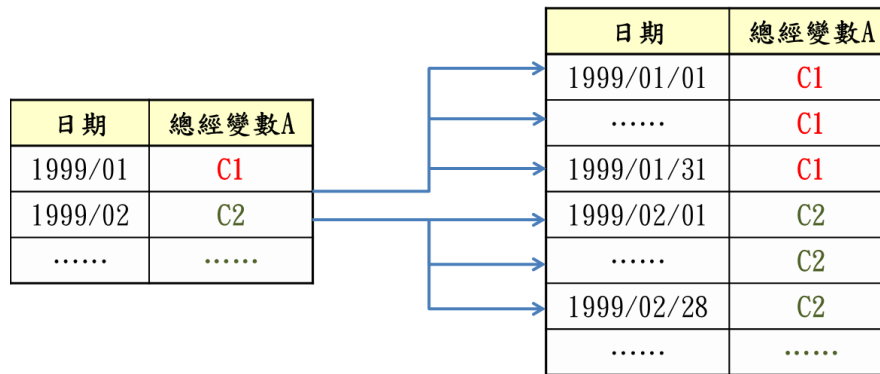 日期 總經變數A
1999/01 C1
1999/02 C2
…… ……
日期 總經變數A
1999/01/01 C1
…… C1
1999/01/31 C1
1999/02/01 C2
…… C2
1999/02/28 C2
…… ……